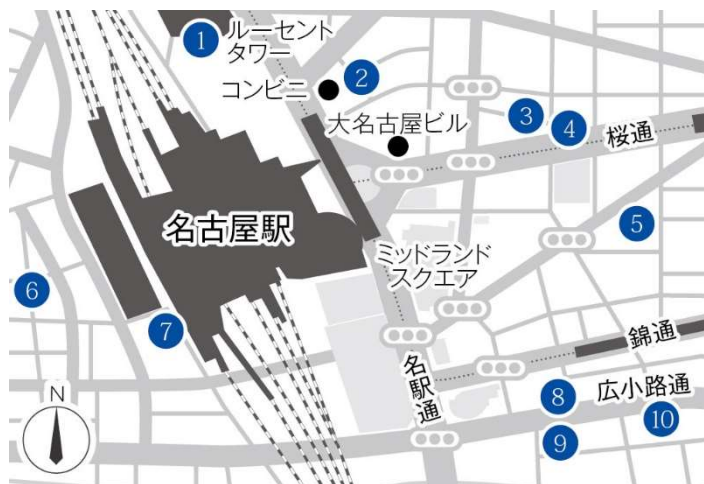 1
ルーセント
タワー
コンビニ
2
大名古屋ビル
3
4
桜通
名古屋駅
5
ミッドランド
スクエア
6
7
錦通
名駅通
8
広小路通
9
10
N